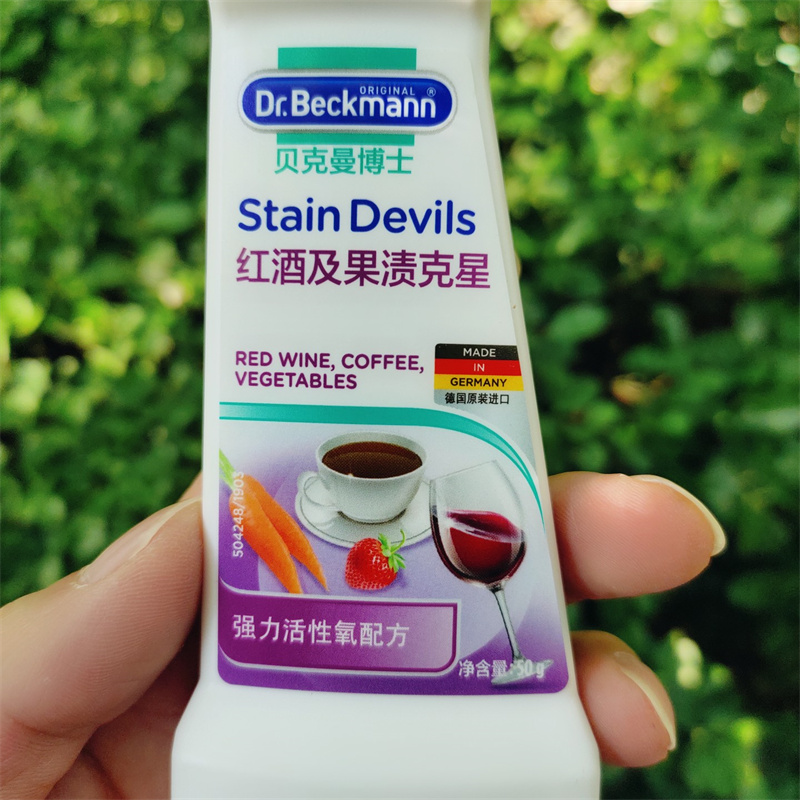 ORIGINAL ®
Dr.Beckmann
贝克曼博士
Stain Devils
红酒及果渍克星
RED WINE, COFFEE,
VEGETABLES
MADE
IN
GERMANY
德国原装进口
504248/1903
强力活性氧配方
净含量:50g